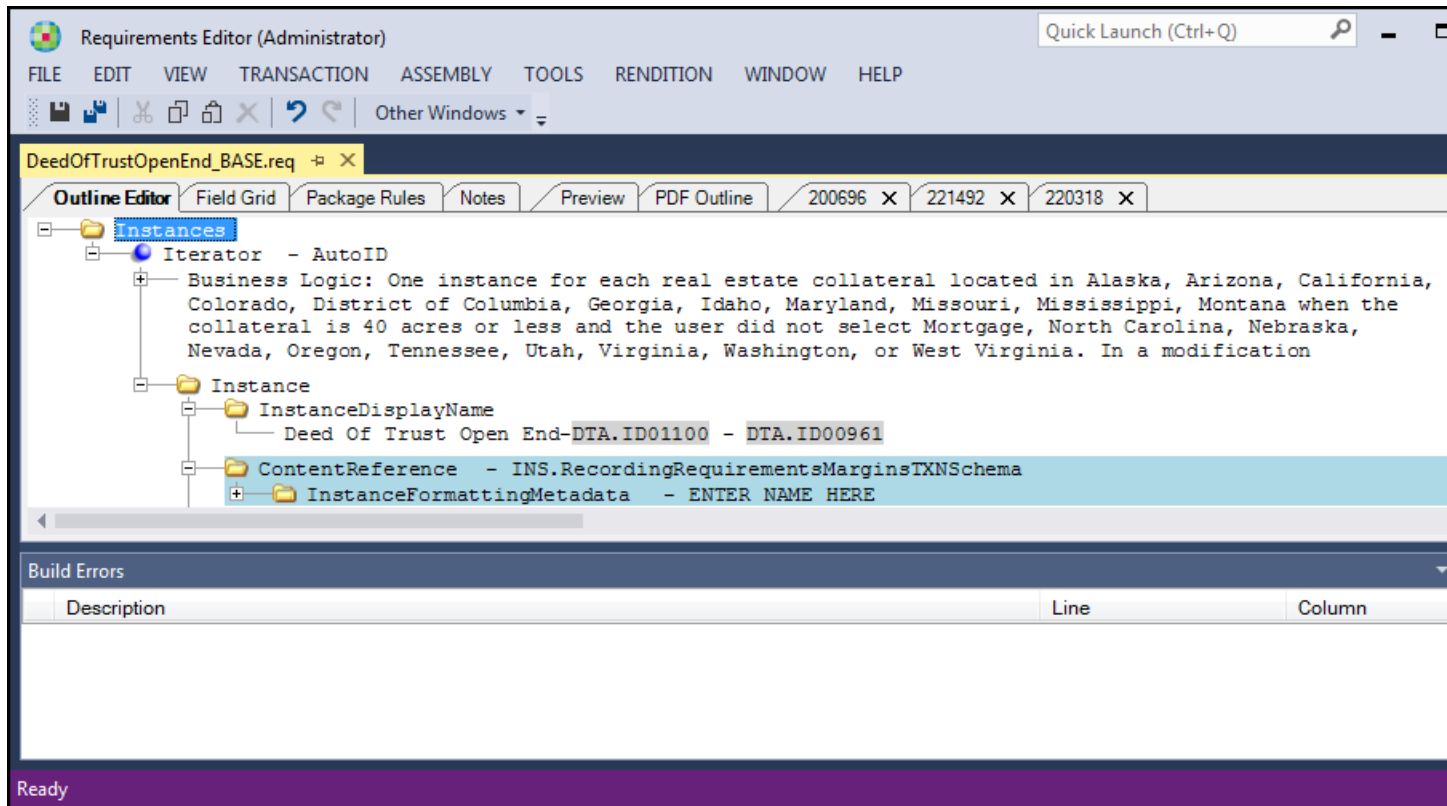 Requirements Editor (Administrator)
Quick Launch (Ctrl+Q)
FILE EDIT VIEW TRANSACTION ASSEMBLY TOOLS RENDITION WINDOW HELP
Other Windows
DeedOfTrustOpenEnd_BASE.req
Outline Editor Field Grid Package Rules Notes Preview PDF Outline 200696 221492 220318
Instances
Iterator - AutoID
Business Logic: One instance for each real estate collateral located in Alaska, Arizona, California,
Colorado, District of Columbia, Georgia, Idaho, Maryland, Missouri, Mississippi, Montana when the
collateral is 40 acres or less and the user did not select Mortgage, North Carolina, Nebraska,
Nevada, Oregon, Tennessee, Utah, Virginia, Washington, or West Virginia. In a modification
Instance
InstanceDisplayName
Deed Of Trust Open End-DTA.ID01100 - DTA.ID00961
ContentReference - INS.RecordingRequirementsMarginsTXNSchema
InstanceFormattingMetadata - ENTER NAME HERE
Build Errors
Description Line Column
Ready